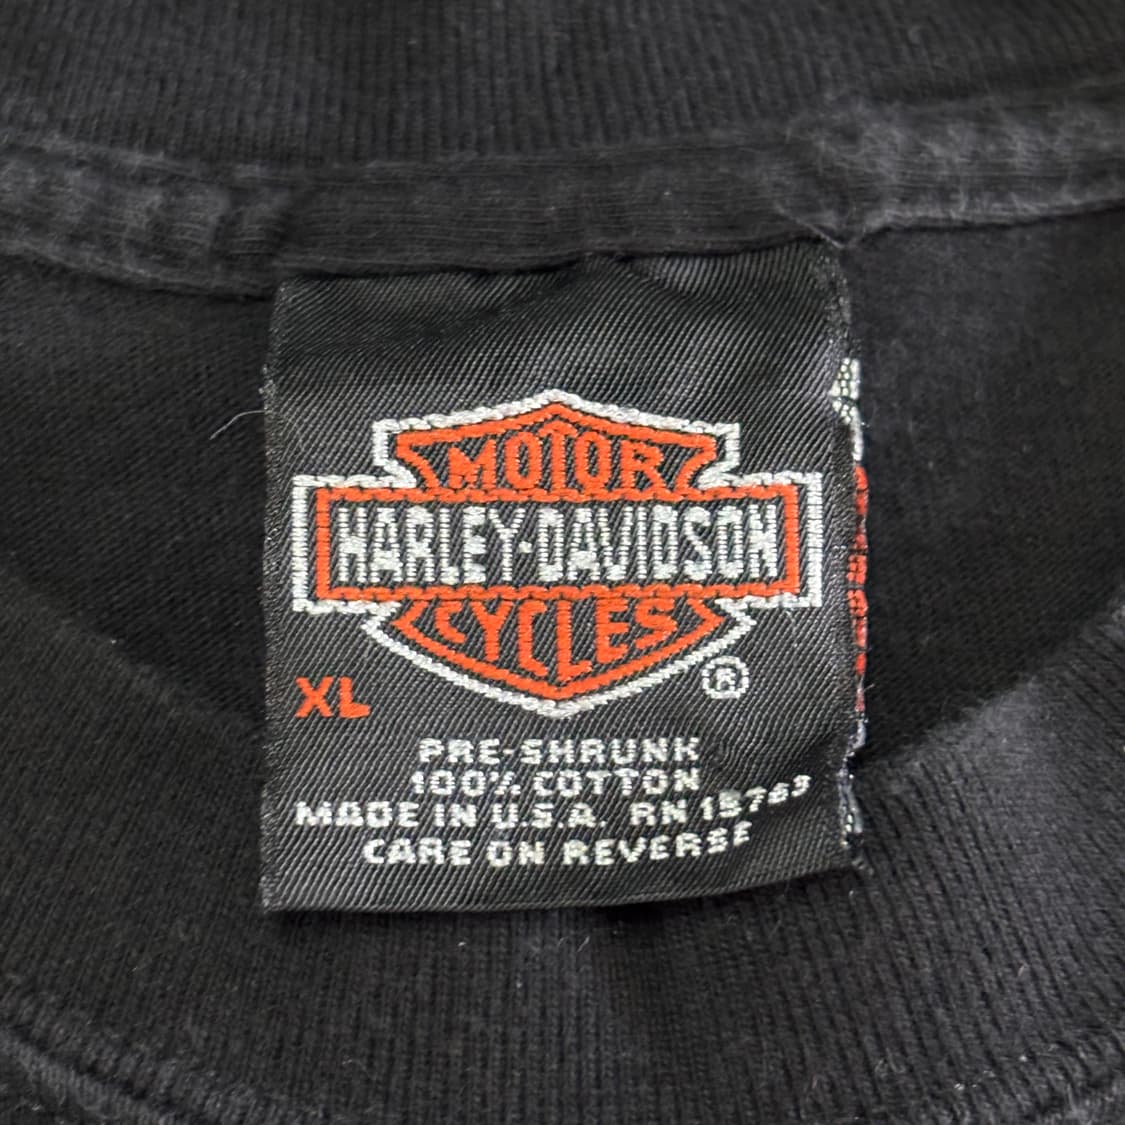 MOTOR
HARLEY-DAVIDSON
CYCLES
®
XL
PRE-SHRUNK
100% COTTON
MADE IN U.S.A. RN 15763
CARE ON REVERSE